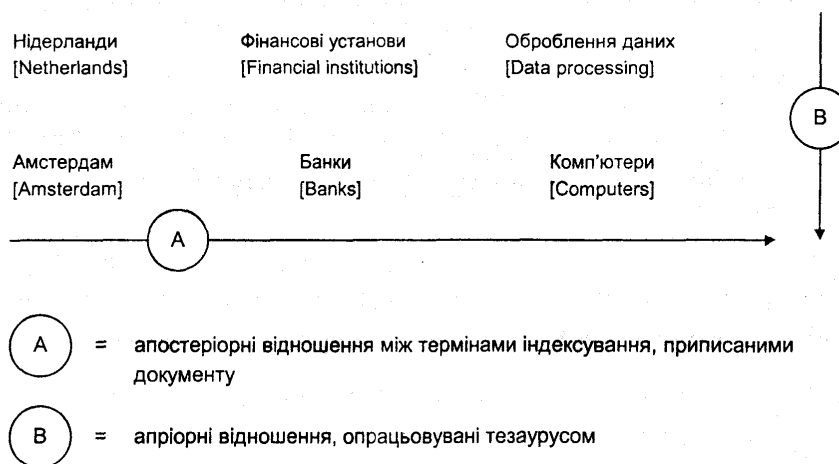 Нідерланди Фінансові установи Оброблення даних
[Netherlands] [Financial institutions] [Data processing]
В
Амстердам Банки Комп'ютери
[Amsterdam] [Banks] [Computers]
А
А = апостеріорні відношення між термінами індексування, приписаними
документу
В = апріорні відношення, опрацьовувані тезаурусом